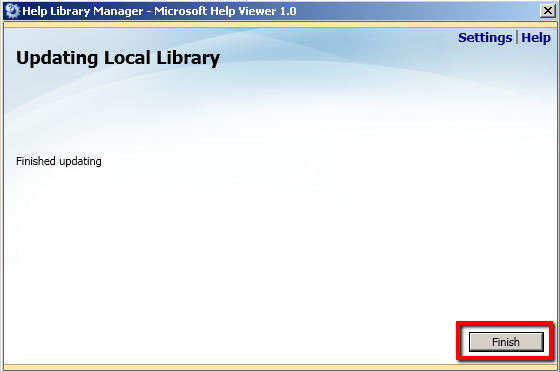 Help Library Manager - Microsoft Help Viewer 1.0
Settings | Help
Updating Local Library
Finished updating
Finish